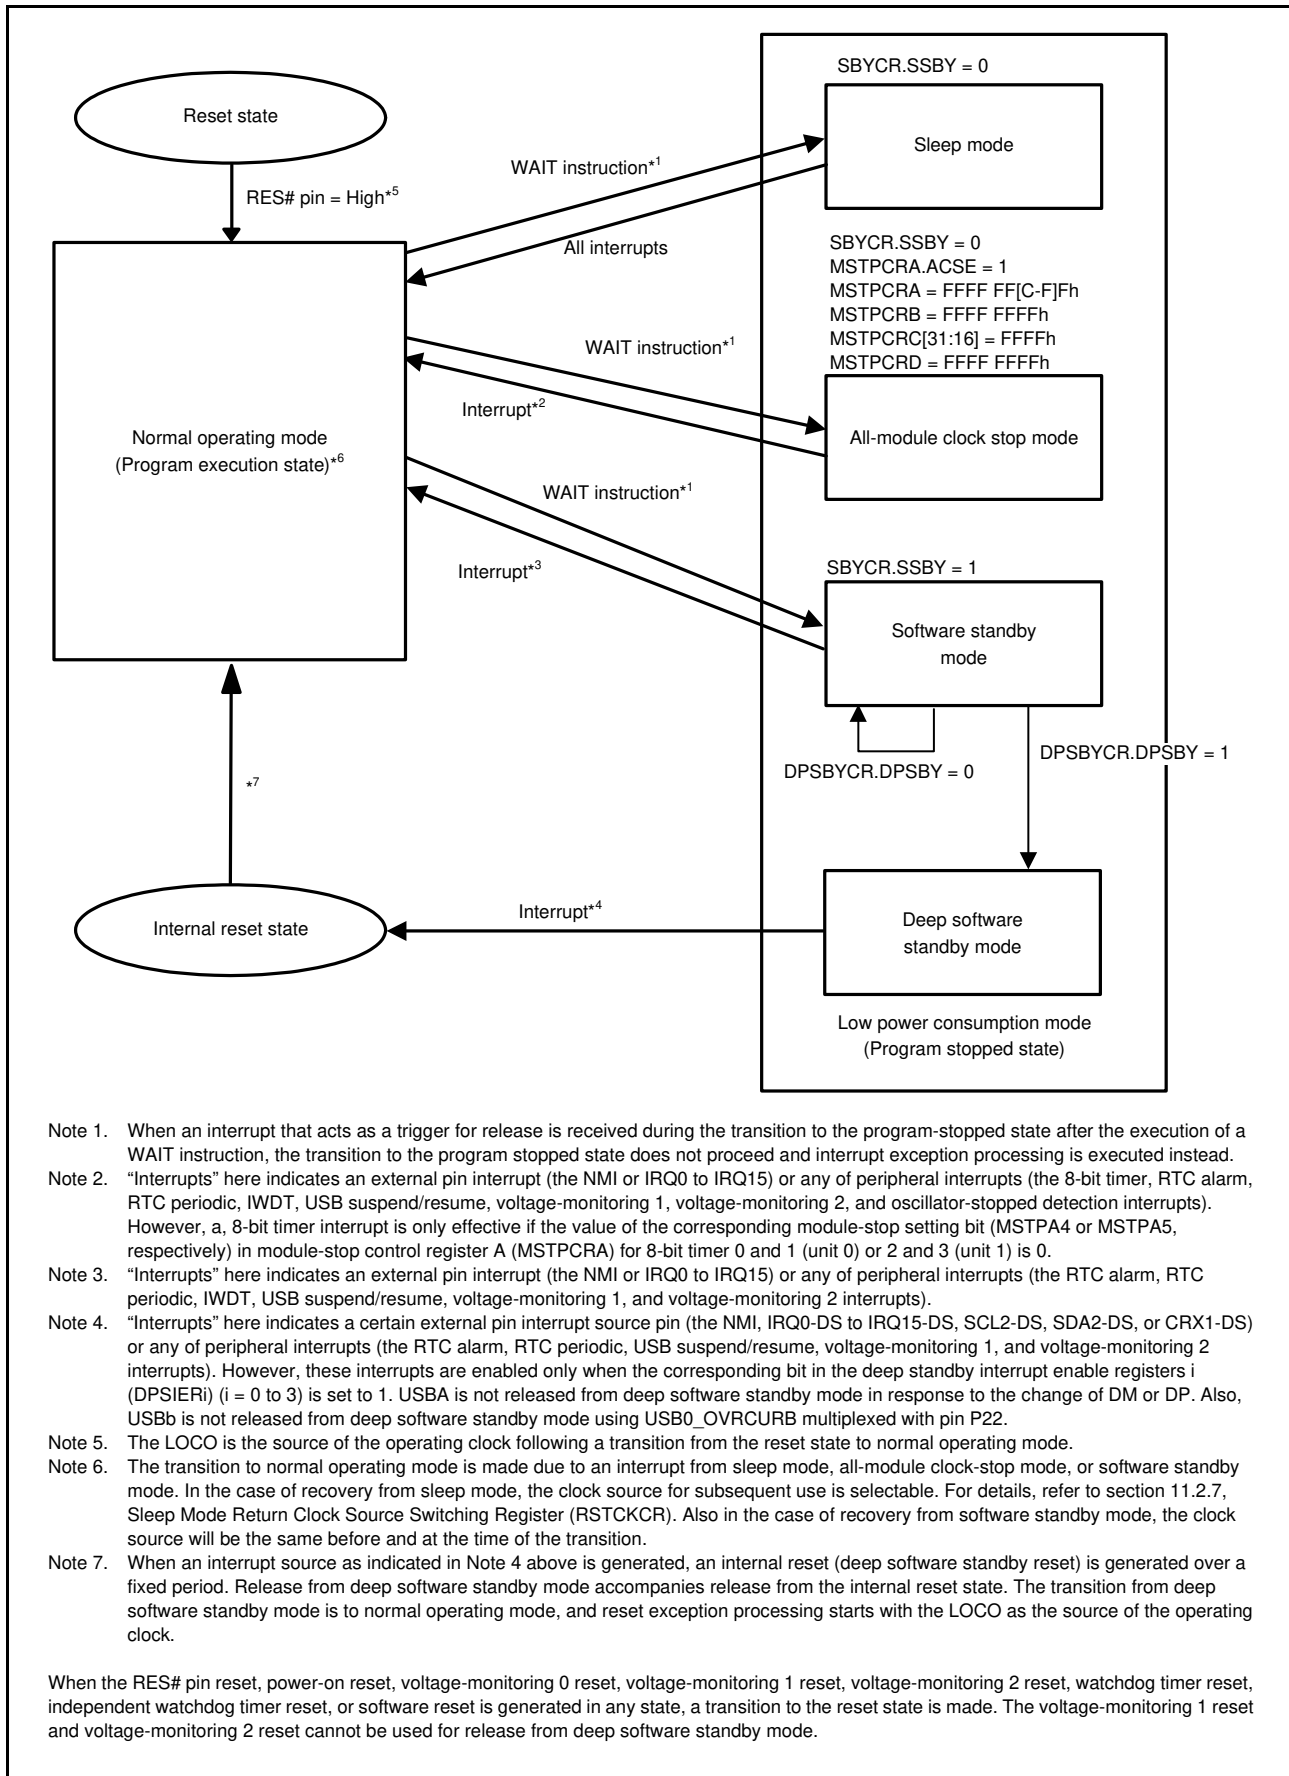 Reset state
RES# pin = High*5
WAIT instruction*1
All interrupts
SBYCR.SSBY = 0
Sleep mode
SBYCR.SSBY = 0
MSTPCRA.ACSE = 1
MSTPCRA = FFFF FF[C-F]Fh
MSTPCRB = FFFF FFFFh
MSTPCRC[31:16] = FFFFh
MSTPCRD = FFFF FFFFh
WAIT instruction*1
Interrupt*2
All-module clock stop mode
Normal operating mode
(Program execution state)*6
WAIT instruction*1
Interrupt*3
SBYCR.SSBY = 1
Software standby
mode
DPSBYCR.DPSBY = 0
DPSBYCR.DPSBY = 1
*7
Internal reset state
Interrupt*4
Deep software
standby mode
Low power consumption mode
(Program stopped state)
Note 1. When an interrupt that acts as a trigger for release is received during the transition to the program-stopped state after the execution of a
WAIT instruction, the transition to the program stopped state does not proceed and interrupt exception processing is executed instead.
Note 2. “Interrupts” here indicates an external pin interrupt (the NMI or IRQ0 to IRQ15) or any of peripheral interrupts (the 8-bit timer, RTC alarm,
RTC periodic, IWDT, USB suspend/resume, voltage-monitoring 1, voltage-monitoring 2, and oscillator-stopped detection interrupts).
However, a, 8-bit timer interrupt is only effective if the value of the corresponding module-stop setting bit (MSTPA4 or MSTPA5,
respectively) in module-stop control register A (MSTPCRA) for 8-bit timer 0 and 1 (unit 0) or 2 and 3 (unit 1) is 0.
Note 3. “Interrupts” here indicates an external pin interrupt (the NMI or IRQ0 to IRQ15) or any of peripheral interrupts (the RTC alarm, RTC
periodic, IWDT, USB suspend/resume, voltage-monitoring 1, and voltage-monitoring 2 interrupts).
Note 4. “Interrupts” here indicates a certain external pin interrupt source pin (the NMI, IRQ0-DS to IRQ15-DS, SCL2-DS, SDA2-DS, or CRX1-DS)
or any of peripheral interrupts (the RTC alarm, RTC periodic, USB suspend/resume, voltage-monitoring 1, and voltage-monitoring 2
interrupts). However, these interrupts are enabled only when the corresponding bit in the deep standby interrupt enable registers i
(DPSIERi) (i = 0 to 3) is set to 1. USBA is not released from deep software standby mode in response to the change of DM or DP. Also,
USBb is not released from deep software standby mode using USB0_OVRCURB multiplexed with pin P22.
Note 5. The LOCO is the source of the operating clock following a transition from the reset state to normal operating mode.
Note 6. The transition to normal operating mode is made due to an interrupt from sleep mode, all-module clock-stop mode, or software standby
mode. In the case of recovery from sleep mode, the clock source for subsequent use is selectable. For details, refer to section 11.2.7,
Sleep Mode Return Clock Source Switching Register (RSTCKCR). Also in the case of recovery from software standby mode, the clock
source will be the same before and at the time of the transition.
Note 7. When an interrupt source as indicated in Note 4 above is generated, an internal reset (deep software standby reset) is generated over a
fixed period. Release from deep software standby mode accompanies release from the internal reset state. The transition from deep
software standby mode is to normal operating mode, and reset exception processing starts with the LOCO as the source of the operating
clock.
When the RES# pin reset, power-on reset, voltage-monitoring 0 reset, voltage-monitoring 1 reset, voltage-monitoring 2 reset, watchdog timer reset,
independent watchdog timer reset, or software reset is generated in any state, a transition to the reset state is made. The voltage-monitoring 1 reset
and voltage-monitoring 2 reset cannot be used for release from deep software standby mode.